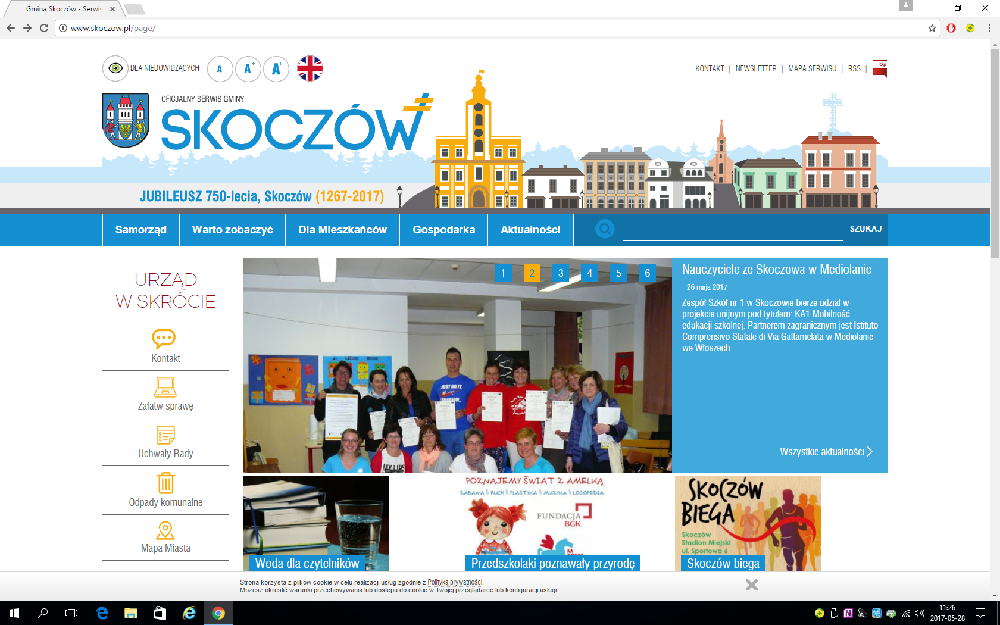 Gmina Skoczów - Serwis
www.skoczow.pl/page/
DLA NIEDOWIDZĄCYCH
A
A+
A++
KONTAKT | NEWSLETTER | MAPA SERWISU | RSS |
bip
OFICJALNY SERWIS GMINY
SKOCZÓW
JUBILEUSZ 750-lecia, Skoczów (1267-2017)
Samorząd
Warto zobaczyć
Dla Mieszkańców
Gospodarka
Aktualności
SZUKAJ
URZĄD
W SKRÓCIE
Kontakt
Załatw sprawę
Uchwały Rady
Odpady komunalne
Mapa Miasta
1 2 3 4 5 6
JUST DO IT.
MY LIPS
Nauczyciele ze Skoczowa w Mediolanie
26 maja 2017
Zespół Szkół nr 1 w Skoczowie bierze udział w
projekcie unijnym pod tytułem: KA1 Mobilność
edukacji szkolnej. Partnerem zagranicznym jest Istituto
Comprensivo Statale di Via Gattamelata w Mediolanie
we Włoszech.
Wszystkie aktualności
Woda dla czytelników
POZNAJEMY ŚWIAT Z AMELKĄ
ZABAWA | RUCH | PLASTYKA | MUZYKA | LOGOPEDIA
FUNDACJA
BGK
NA
Przedszkolaki poznawały przyrodę
SKOCZÓW
BIEGA
Skoczów
Stadion Miejski
ul. Sportowa 6
Skoczów biega
Strona korzysta z plików cookie w celu realizacji usług zgodnie z Polityką prywatności.
Możesz określić warunki przechowywania lub dostępu do cookie w Twojej przeglądarce lub konfiguracji usługi.
11:26
2017-05-28